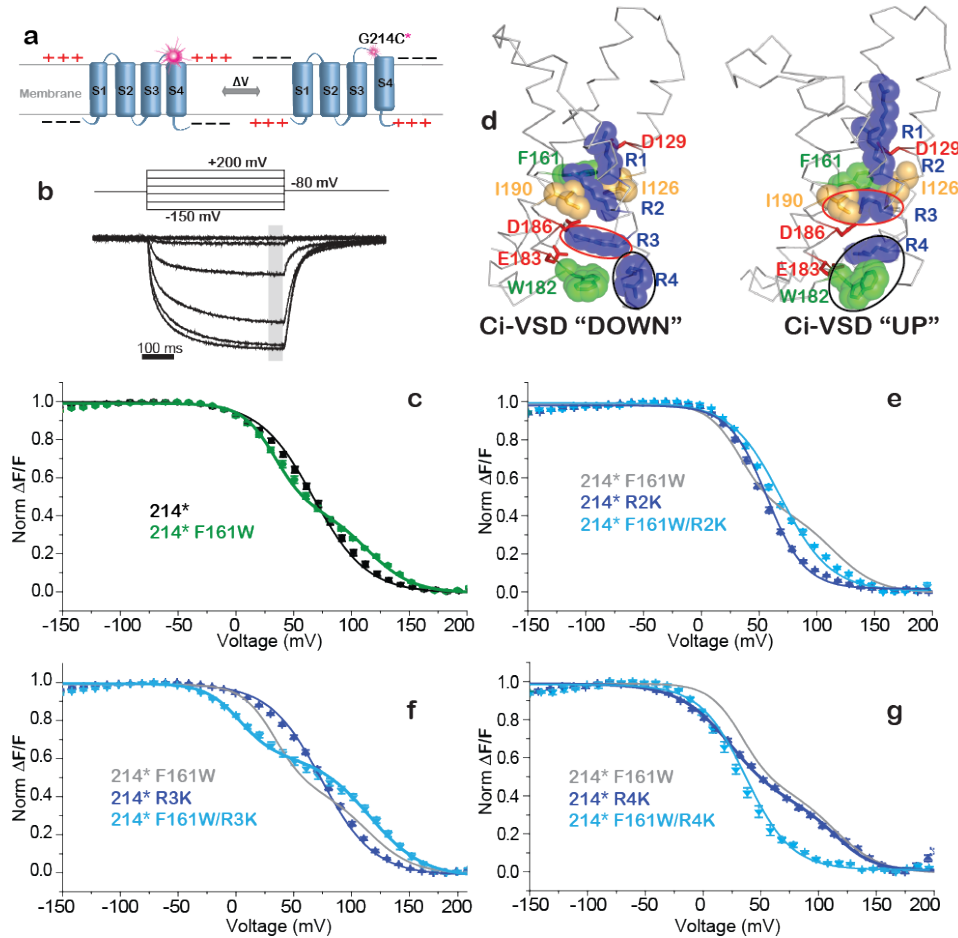 a
G214C*
+++
+++
−−−−
−−−−
Membrane
S1
S2
S3
S4
ΔV
S1
S2
S3
S4
−−−−
−−−−
+++
+++
b
+200 mV
-80 mV
-150 mV
100 ms
d
F161
D129
R1
I190
I126
R2
D186
R3
E183
R4
W182
Ci-VSD “DOWN”
F161
D129
R1
R2
I190
I126
R3
D186
R4
E183
W182
Ci-VSD “UP”
c
Norm ΔF/F
1.0
0.8
0.6
0.4
0.2
0.0
214*
214* F161W
-150 -100 -50 0 50 100 150 200
Voltage (mV)
e
Norm ΔF/F
1.0
0.8
0.6
0.4
0.2
0.0
214* F161W
214* R2K
214* F161W/R2K
-150 -100 -50 0 50 100 150 200
Voltage (mV)
f
Norm ΔF/F
1.0
0.8
0.6
0.4
0.2
0.0
214* F161W
214* R3K
214* F161W/R3K
-150 -100 -50 0 50 100 150 200
Voltage (mV)
g
Norm ΔF/F
1.0
0.8
0.6
0.4
0.2
0.0
214* F161W
214* R4K
214* F161W/R4K
-150 -100 -50 0 50 100 150 200
Voltage (mV)